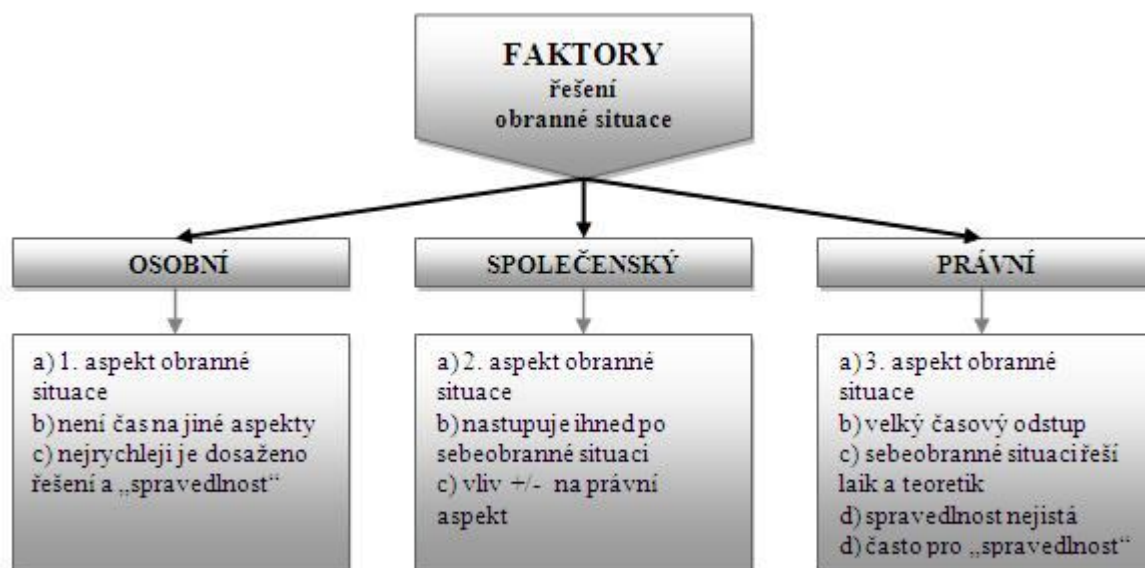 FAKTORY
řešení
obranné situace
OSOBNÍ
SPOLEČENSKÝ
PRÁVNÍ
a) 1. aspekt obranné
situace
b) není čas na jiné aspekty
c) nejrychleji je dosaženo
řešení a „spravedlnost“
a) 2. aspekt obranné
situace
b) nastupuje ihned po
sebeobranné situaci
c) vliv +/- na právní
aspekt
a) 3. aspekt obranné
situace
b) velký časový odstup
c) sebeobranné situaci řeší
laik a teoretik
d) spravedlnost nejistá
d) často pro „spravedlnost“